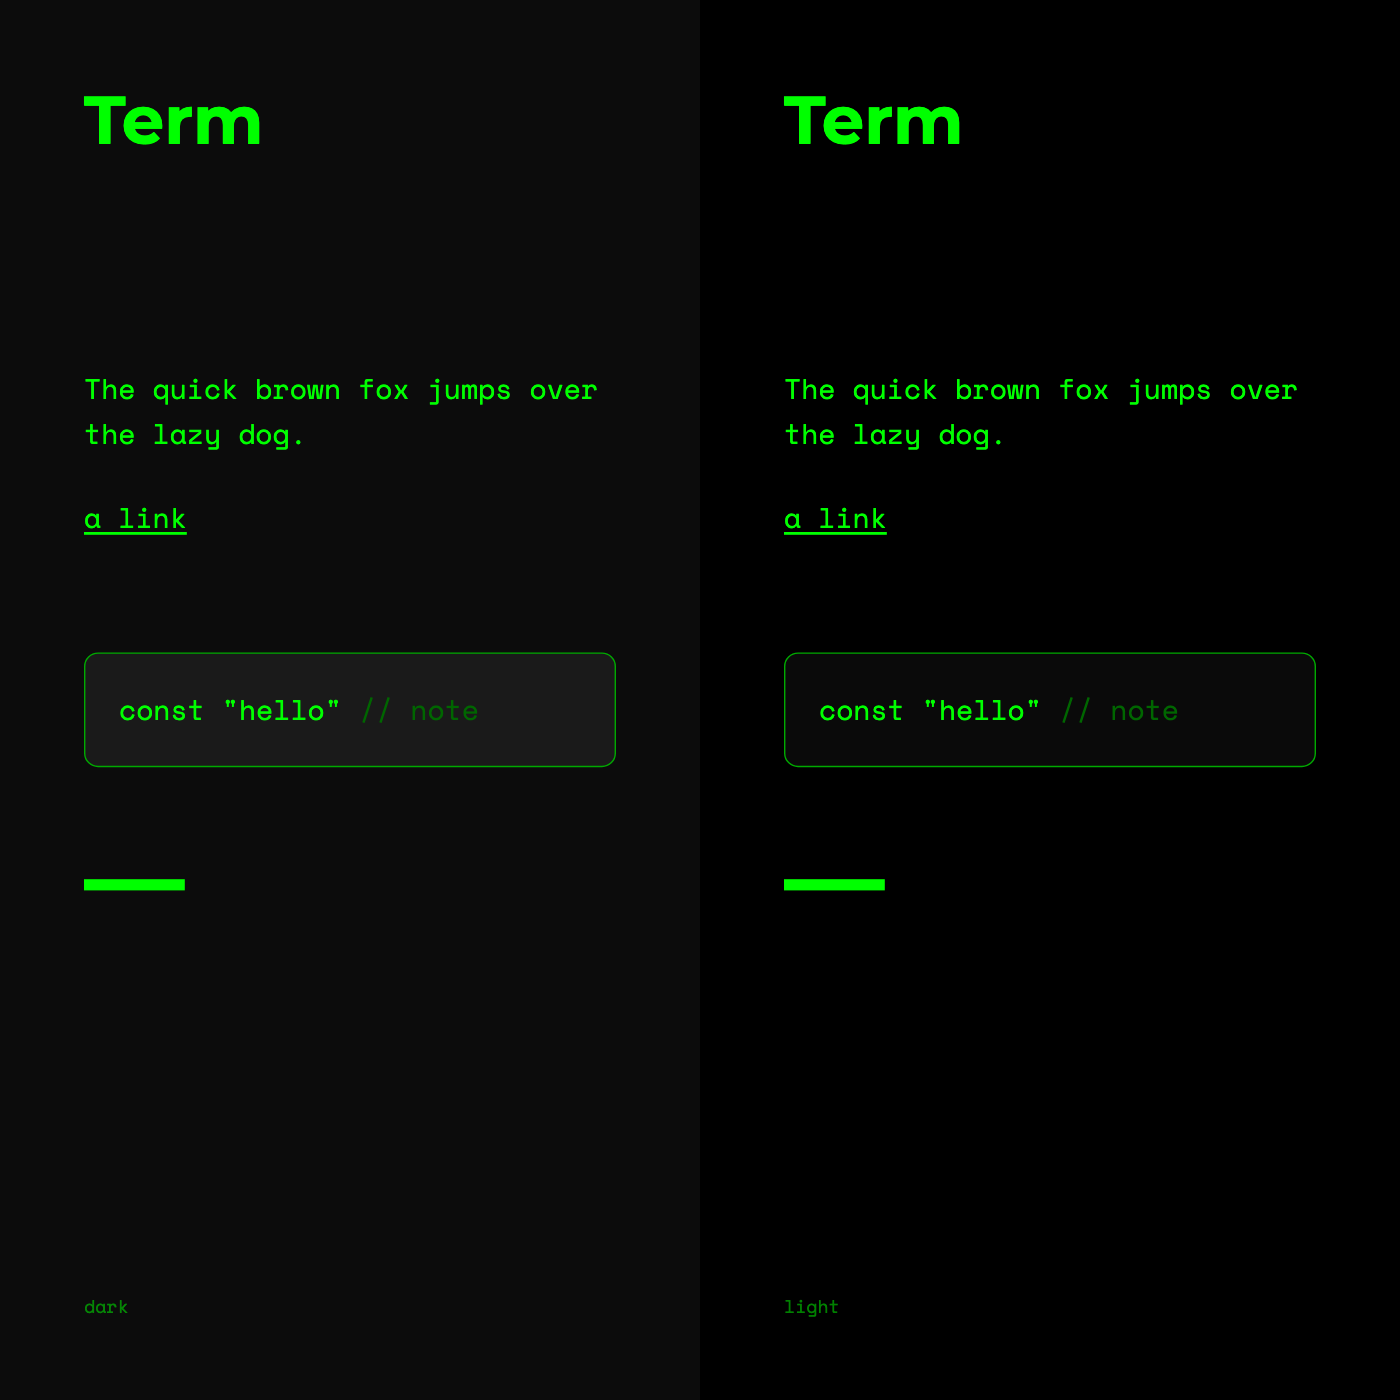 Term
The quick brown fox jumps over
the lazy dog.
a link
const "hello" // note
dark
Term
The quick brown fox jumps over
the lazy dog.
a link
const "hello" // note
light